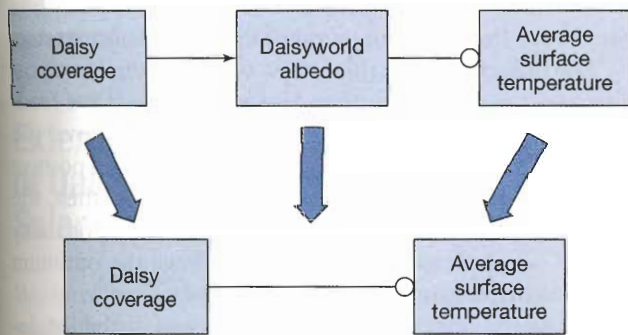 Daisy
coverage
Daisyworld
albedo
Average
surface
temperature
Daisy
coverage
Average
surface
temperature